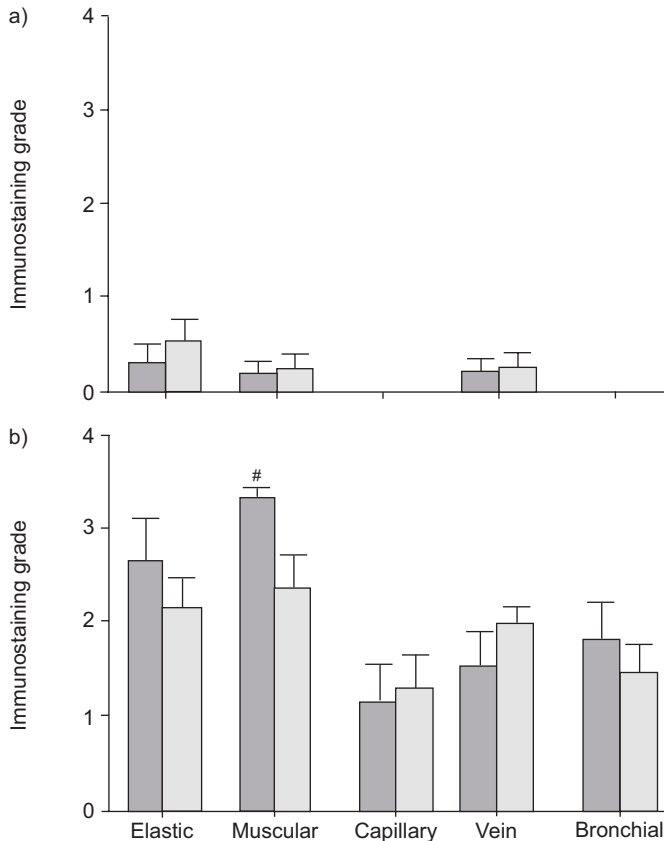 a)
4
3
2
1
0
Immunostaining grade
b)
4
#
3
2
1
0
Immunostaining grade
Elastic Muscular Capillary Vein Bronchial